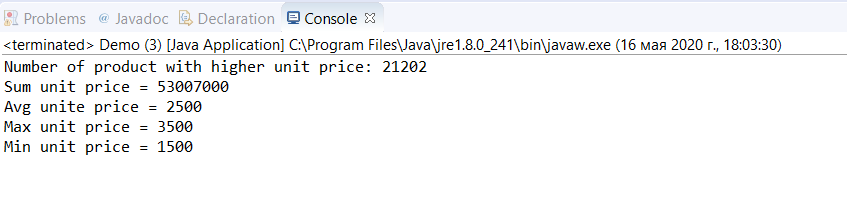 Problems @ Javadoc Declaration Console
<terminated> Demo (3) [Java Application] C:\Program Files\Java\jre1.8.0_241\bin\javaw.exe (16 мая 2020 г., 18:03:30)
Number of product with higher unit price: 21202
Sum unit price = 53007000
Avg unite price = 2500
Max unit price = 3500
Min unit price = 1500